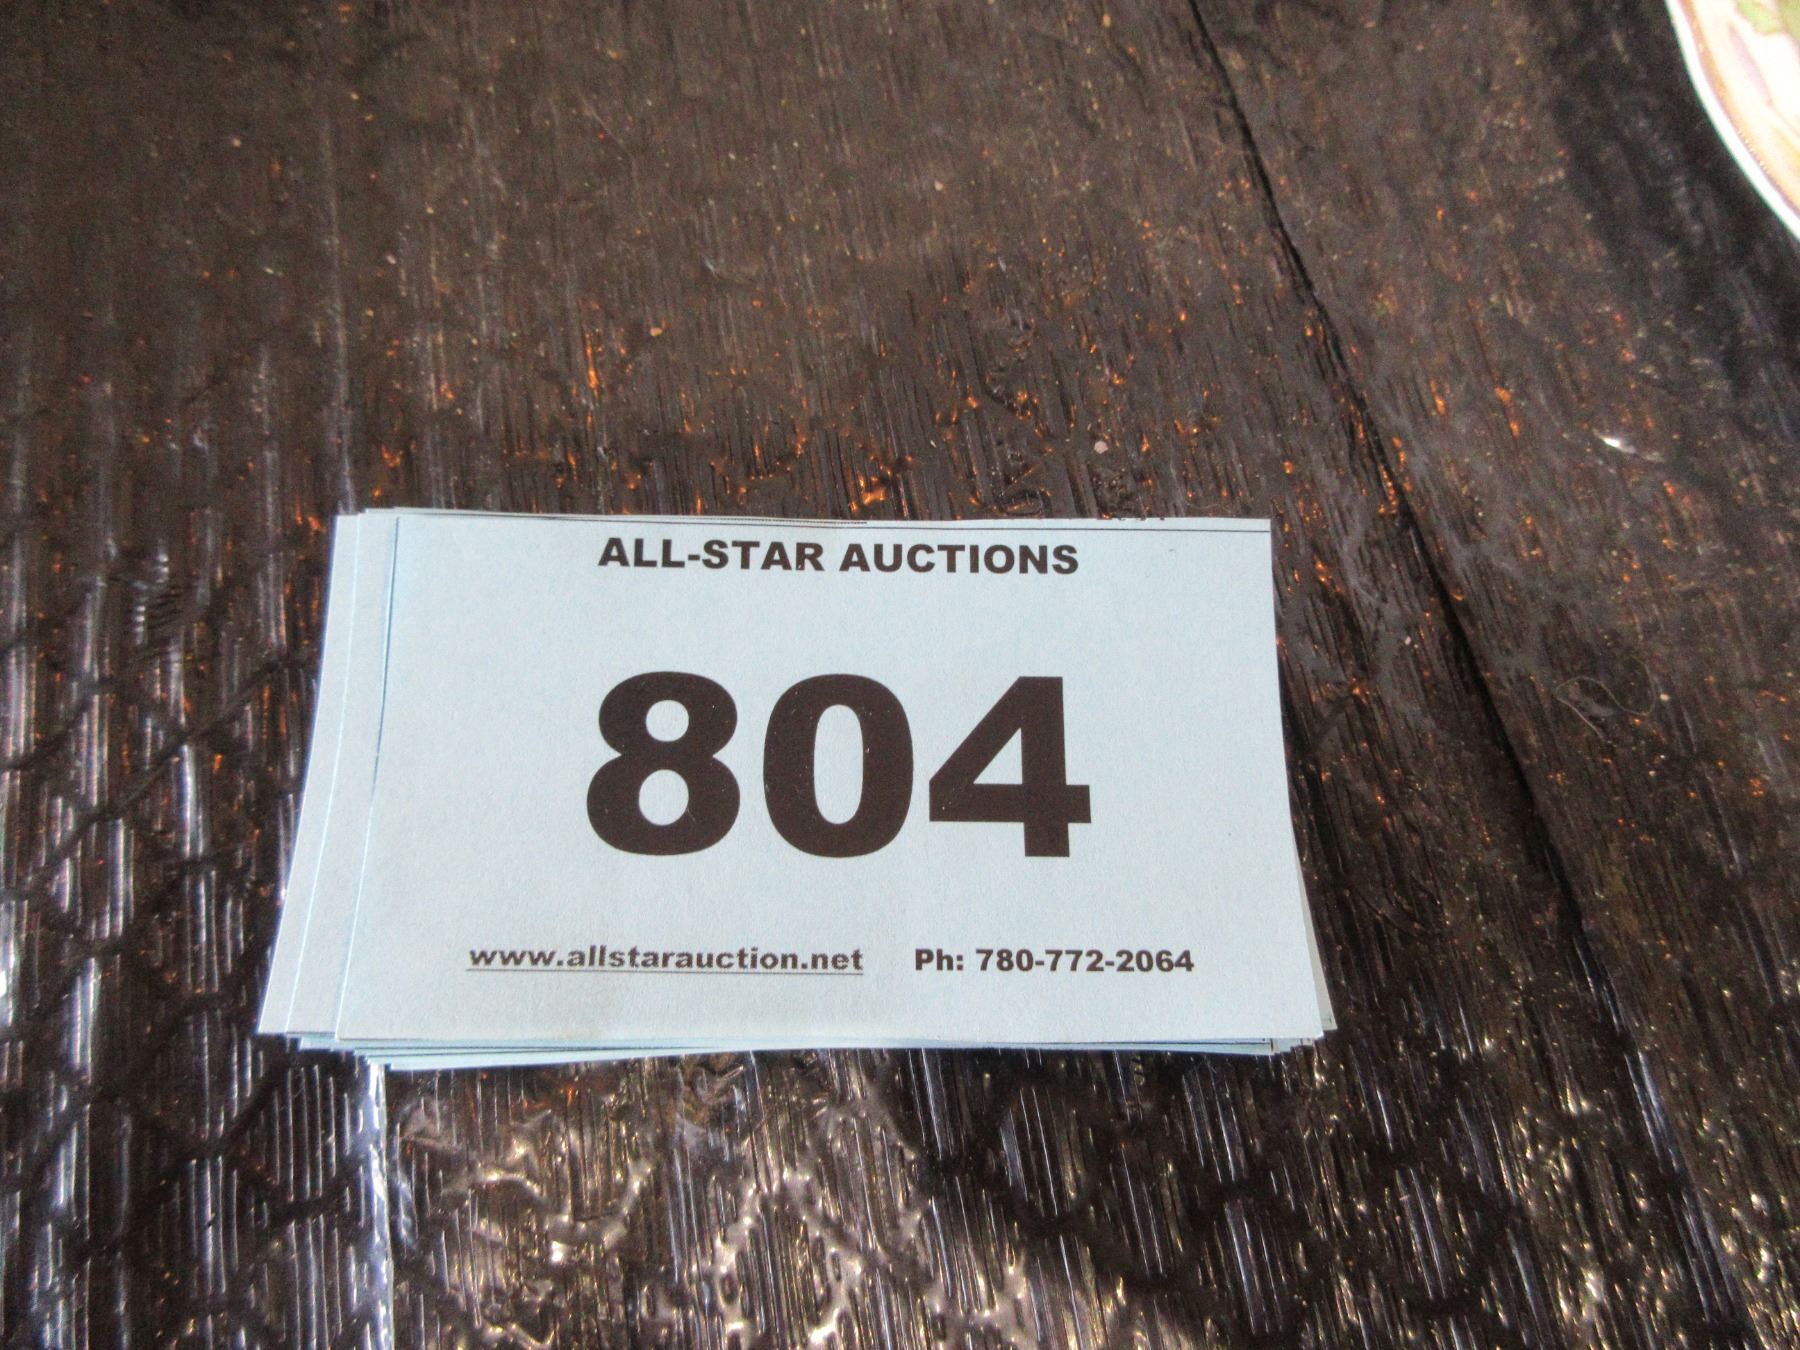 ALL-STAR AUCTIONS
804
www.allstarauction.net Ph: 780-772-2064